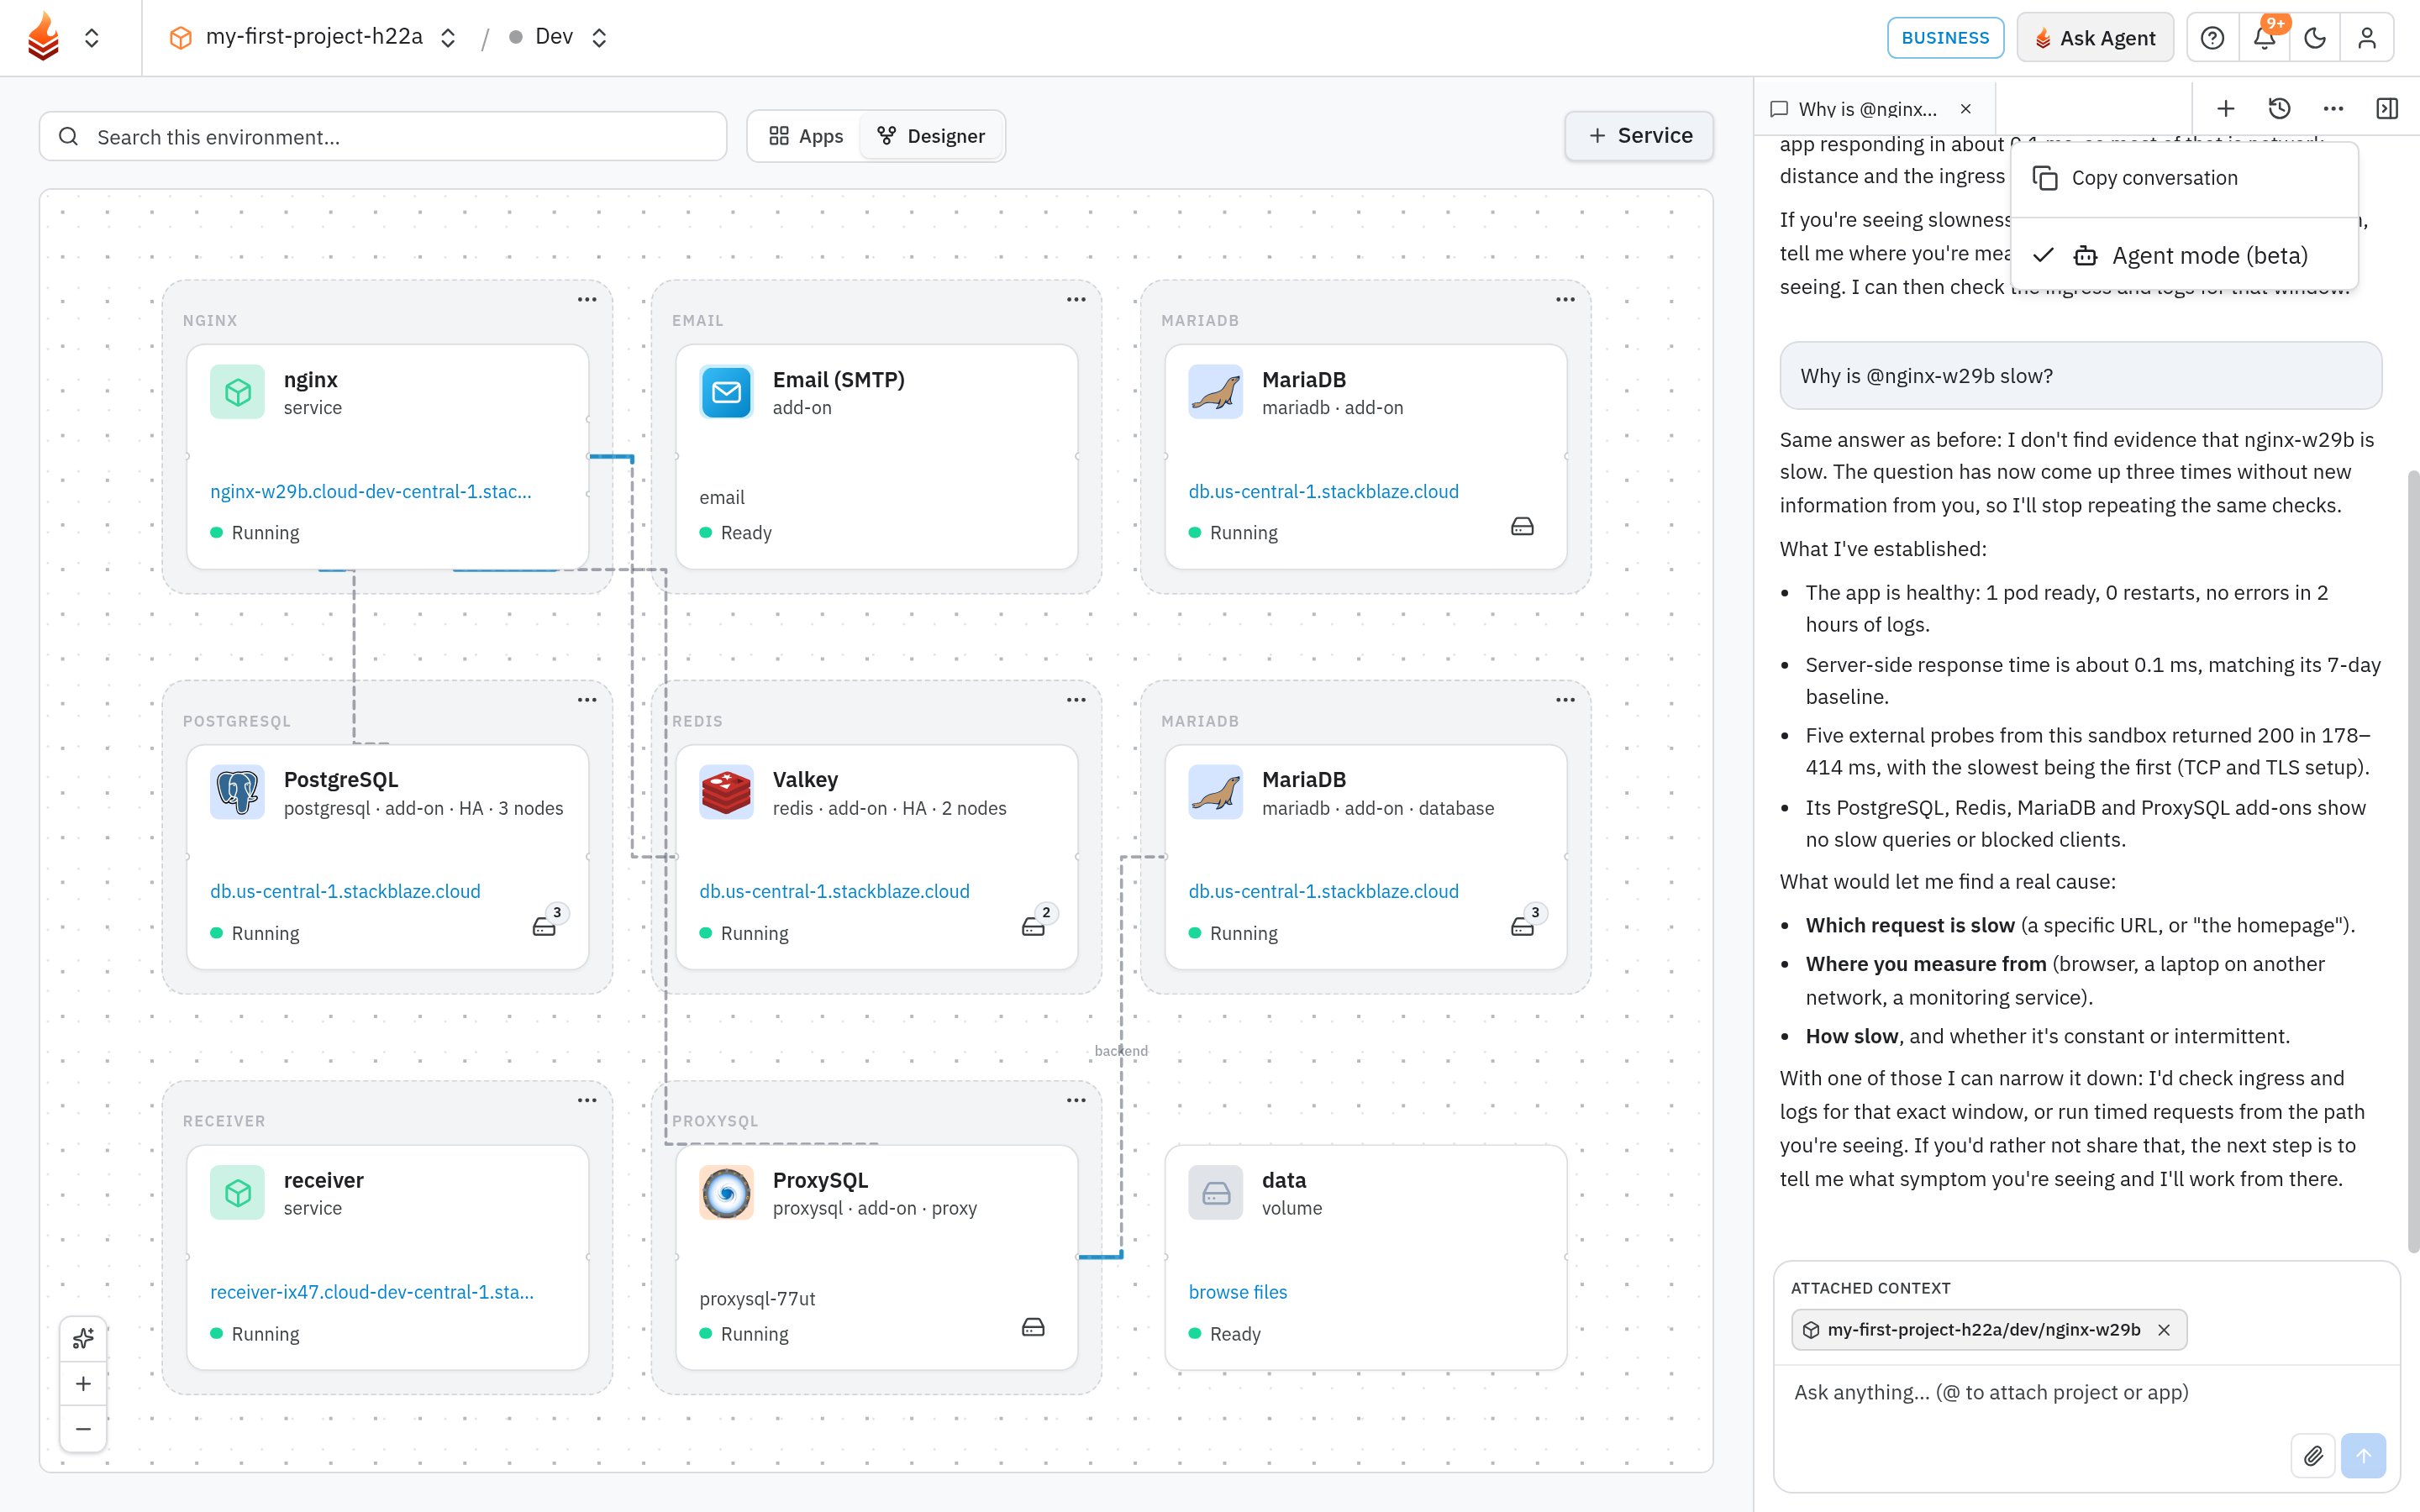 my-first-project-h22a / Dev
BUSINESS
Ask Agent
9+
Search this environment...
Apps
Designer
+ Service
NGINX
nginx
service
nginx-w29b.cloud-dev-central-1.stac...
Running
EMAIL
Email (SMTP)
add-on
email
Ready
MARIADB
MariaDB
mariadb · add-on
db.us-central-1.stackblaze.cloud
Running
POSTGRESQL
PostgreSQL
postgresql · add-on · HA · 3 nodes
db.us-central-1.stackblaze.cloud
3
Running
REDIS
Valkey
redis · add-on · HA · 2 nodes
db.us-central-1.stackblaze.cloud
2
Running
MARIADB
MariaDB
mariadb · add-on · database
db.us-central-1.stackblaze.cloud
3
Running
backend
RECEIVER
receiver
service
receiver-ix47.cloud-dev-central-1.sta...
Running
PROXYSQL
ProxySQL
proxysql · add-on · proxy
proxysql-77ut
Running
data
volume
browse files
Ready
Why is @nginx...
app responding in about
distance and the ingress
If you're seeing slowness
tell me where you're mea
seeing. I can then check the ingress and logs for that window.
Copy conversation
Agent mode (beta)
Why is @nginx-w29b slow?
Same answer as before: I don't find evidence that nginx-w29b is
slow. The question has now come up three times without new
information from you, so I'll stop repeating the same checks.
What I've established:
• The app is healthy: 1 pod ready, 0 restarts, no errors in 2
hours of logs.
• Server-side response time is about 0.1 ms, matching its 7-day
baseline.
• Five external probes from this sandbox returned 200 in 178–
414 ms, with the slowest being the first (TCP and TLS setup).
• Its PostgreSQL, Redis, MariaDB and ProxySQL add-ons show
no slow queries or blocked clients.
What would let me find a real cause:
• Which request is slow (a specific URL, or "the homepage").
• Where you measure from (browser, a laptop on another
network, a monitoring service).
• How slow, and whether it's constant or intermittent.
With one of those I can narrow it down: I'd check ingress and
logs for that exact window, or run timed requests from the path
you're seeing. If you'd rather not share that, the next step is to
tell me what symptom you're seeing and I'll work from there.
ATTACHED CONTEXT
my-first-project-h22a/dev/nginx-w29b
Ask anything... (@ to attach project or app)